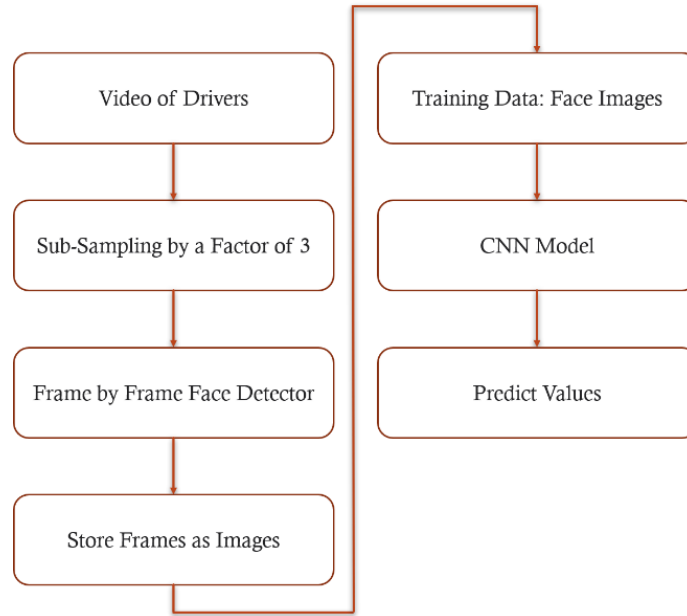 Video of Drivers
Sub-Sampling by a Factor of 3
Frame by Frame Face Detector
Store Frames as Images
Training Data: Face Images
CNN Model
Predict Values